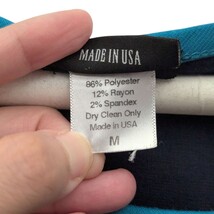 MADE IN USA
86% Polyester
12% Rayon
2% Spandex
Dry Clean Only
Made in USA
M